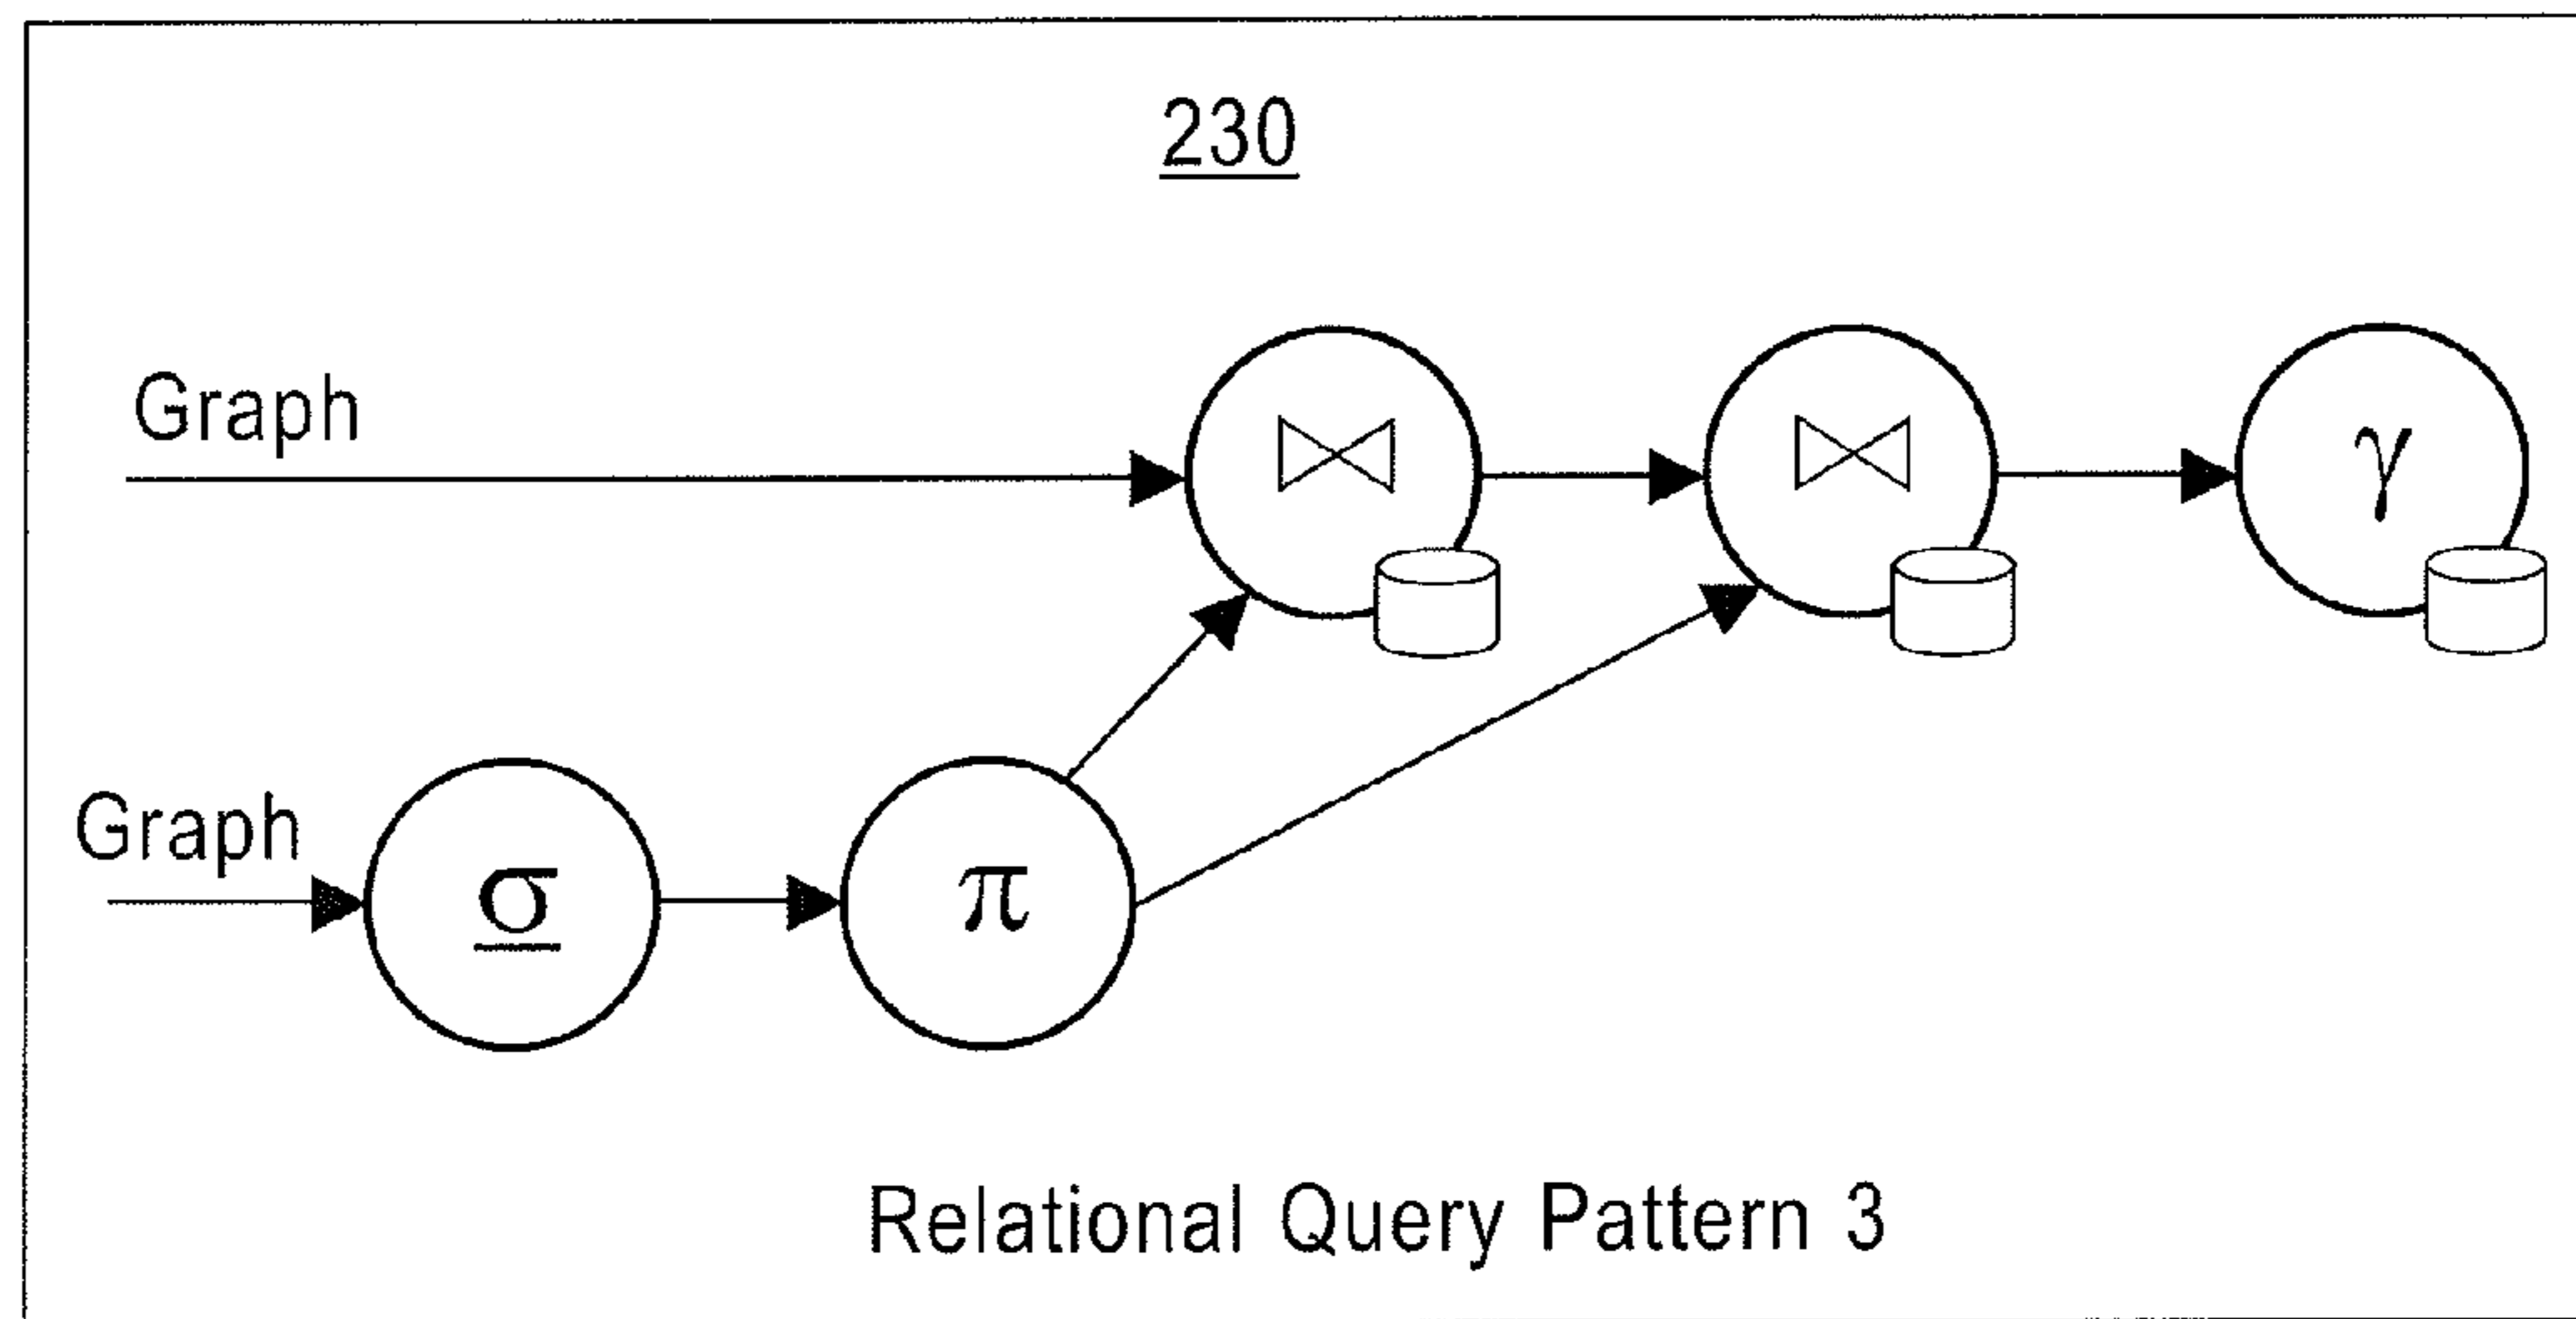 230
Graph
⋈
⋈
γ
Graph
σ
π
Relational Query Pattern 3